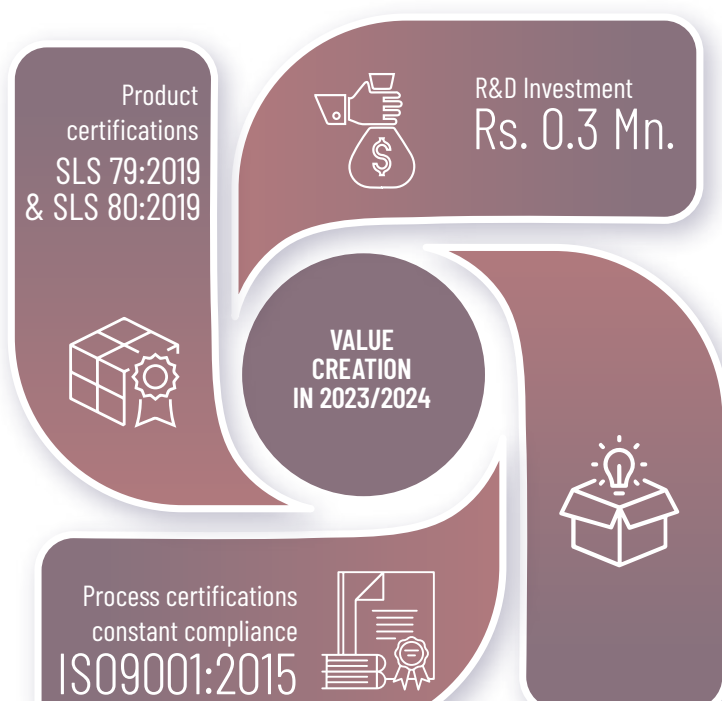 Product
certifications
SLS 79:2019
& SLS 80:2019
R&D Investment
Rs. 0.3 Mn.
VALUE
CREATION
IN 2023/2024
Process certifications
constant compliance
ISO9001:2015